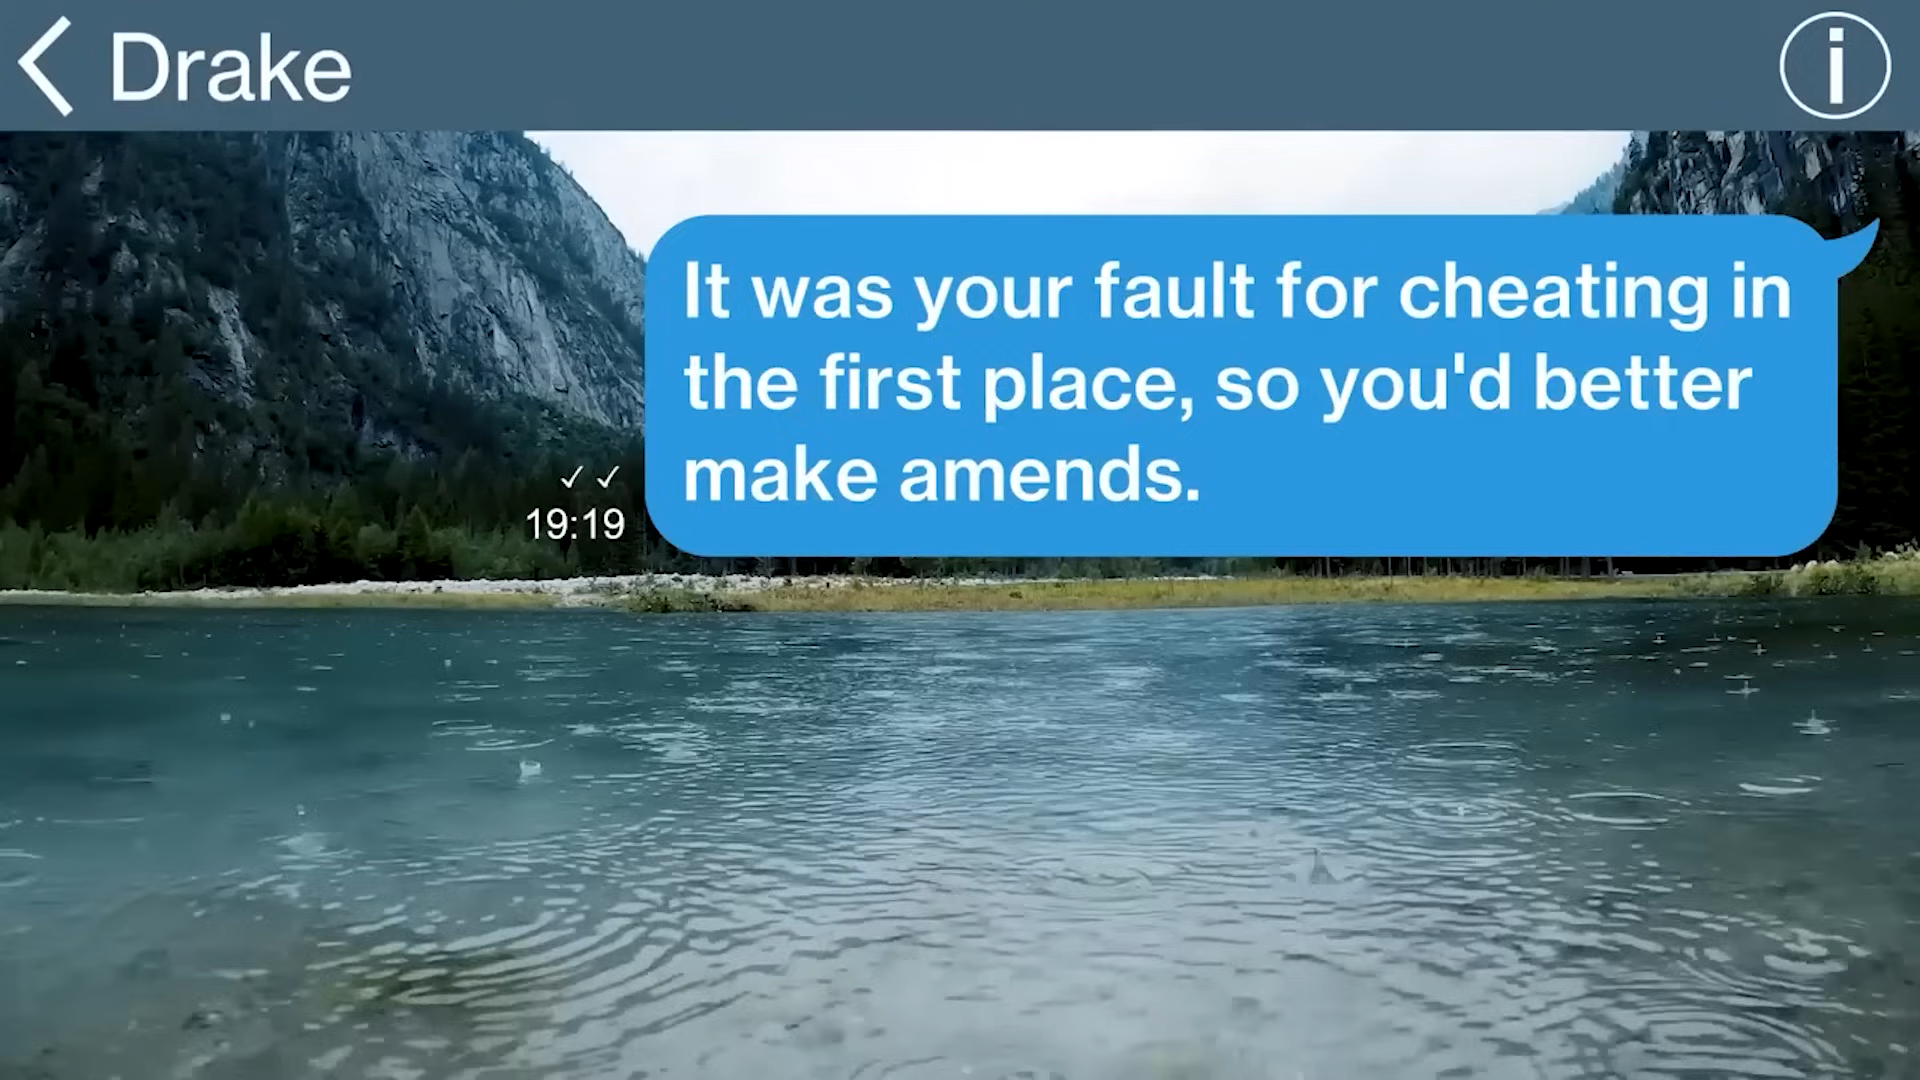 Drake
It was your fault for cheating in
the first place, so you'd better
make amends.
✓ ✓
19:19